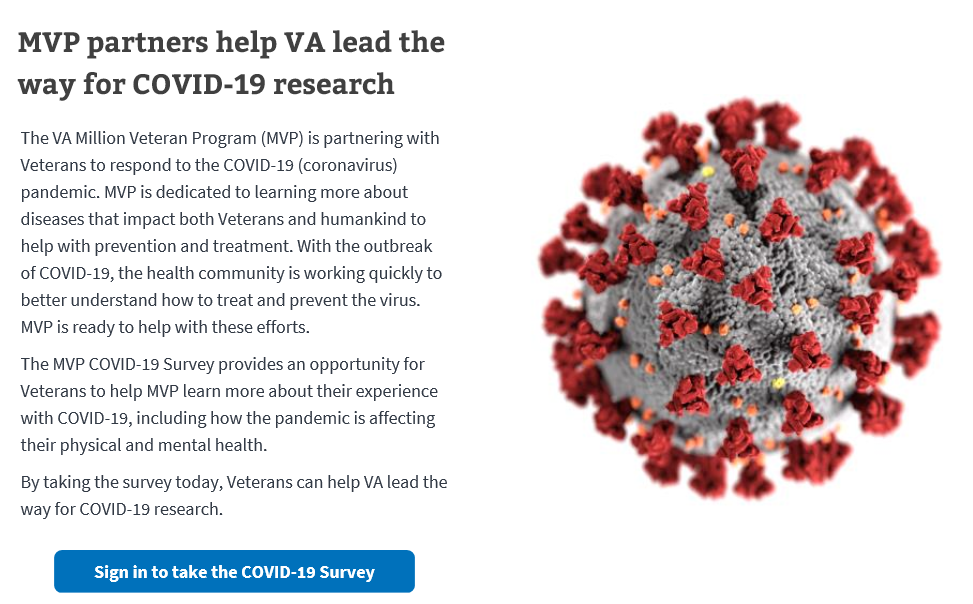 MVP partners help VA lead the
way for COVID-19 research
The VA Million Veteran Program (MVP) is partnering with
Veterans to respond to the COVID-19 (coronavirus)
pandemic. MVP is dedicated to learning more about
diseases that impact both Veterans and humankind to
help with prevention and treatment. With the outbreak
of COVID-19, the health community is working quickly to
better understand how to treat and prevent the virus.
MVP is ready to help with these efforts.
The MVP COVID-19 Survey provides an opportunity for
Veterans to help MVP learn more about their experience
with COVID-19, including how the pandemic is affecting
their physical and mental health.
By taking the survey today, Veterans can help VA lead the
way for COVID-19 research.
Sign in to take the COVID-19 Survey